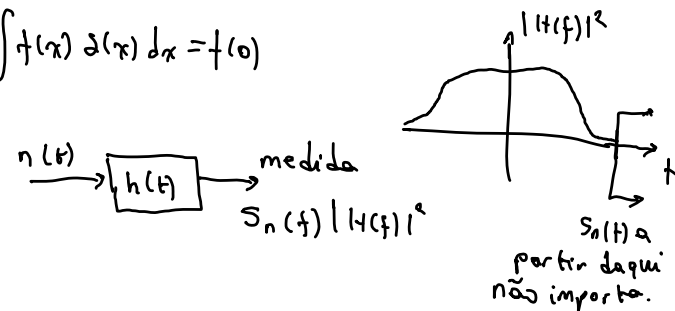 ∫ f(x) δ(x) dx = f(0)
|H(f)|²
n(t)
h(t)
medida
Sn(f) |H(f)|²
f
Sn(f) a
partir daqui
não importa.